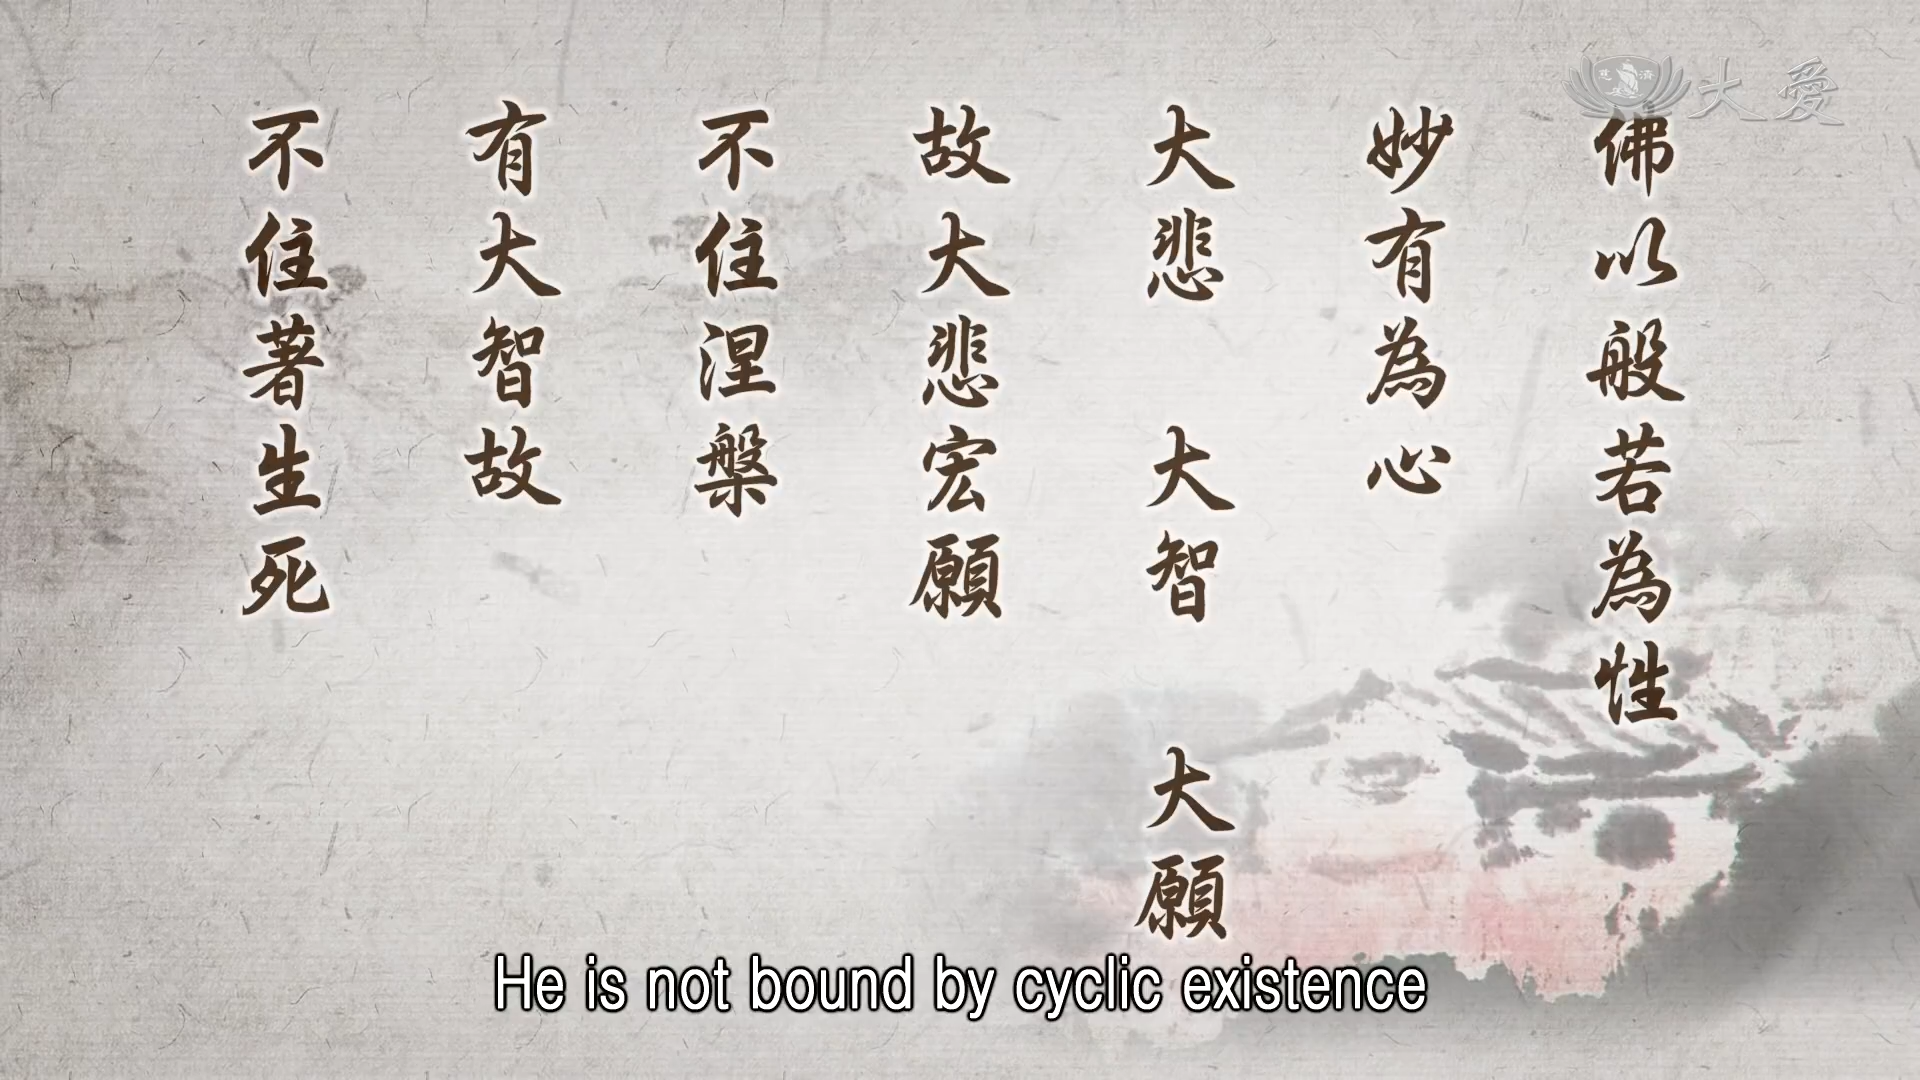 佛以般若為性
妙有為心
大悲 大智 大願
故大悲宏願
不住涅槃
有大智故
不住著生死
大愛
慈濟
He is not bound by cyclic existence